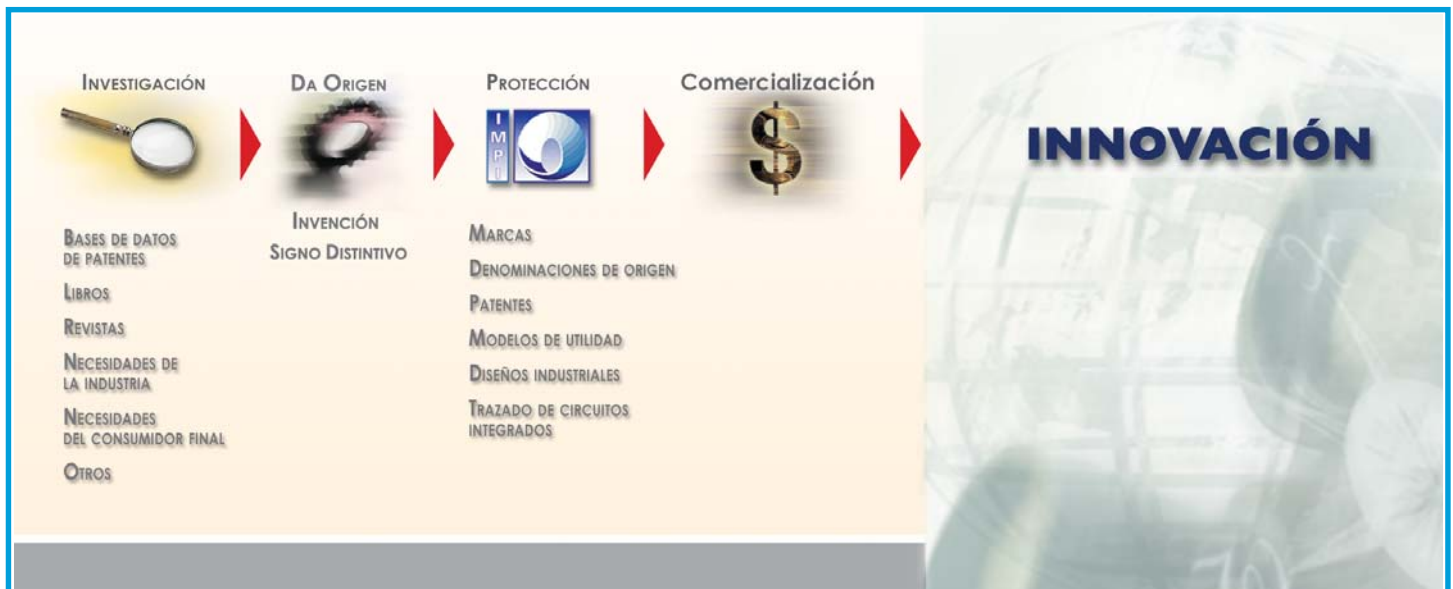 INVESTIGACIÓN
BASES DE DATOS
DE PATENTES
LIBROS
REVISTAS
NECESIDADES DE
LA INDUSTRIA
NECESIDADES
DEL CONSUMIDOR FINAL
OTROS
DA ORIGEN
INVENCIÓN
SIGNO DISTINTIVO
PROTECCIÓN
IMPI
MARCAS
DENOMINACIONES DE ORIGEN
PATENTES
MODELOS DE UTILIDAD
DISEÑOS INDUSTRIALES
TRAZADO DE CIRCUITOS
INTEGRADOS
Comercialización
$
INNOVACIÓN